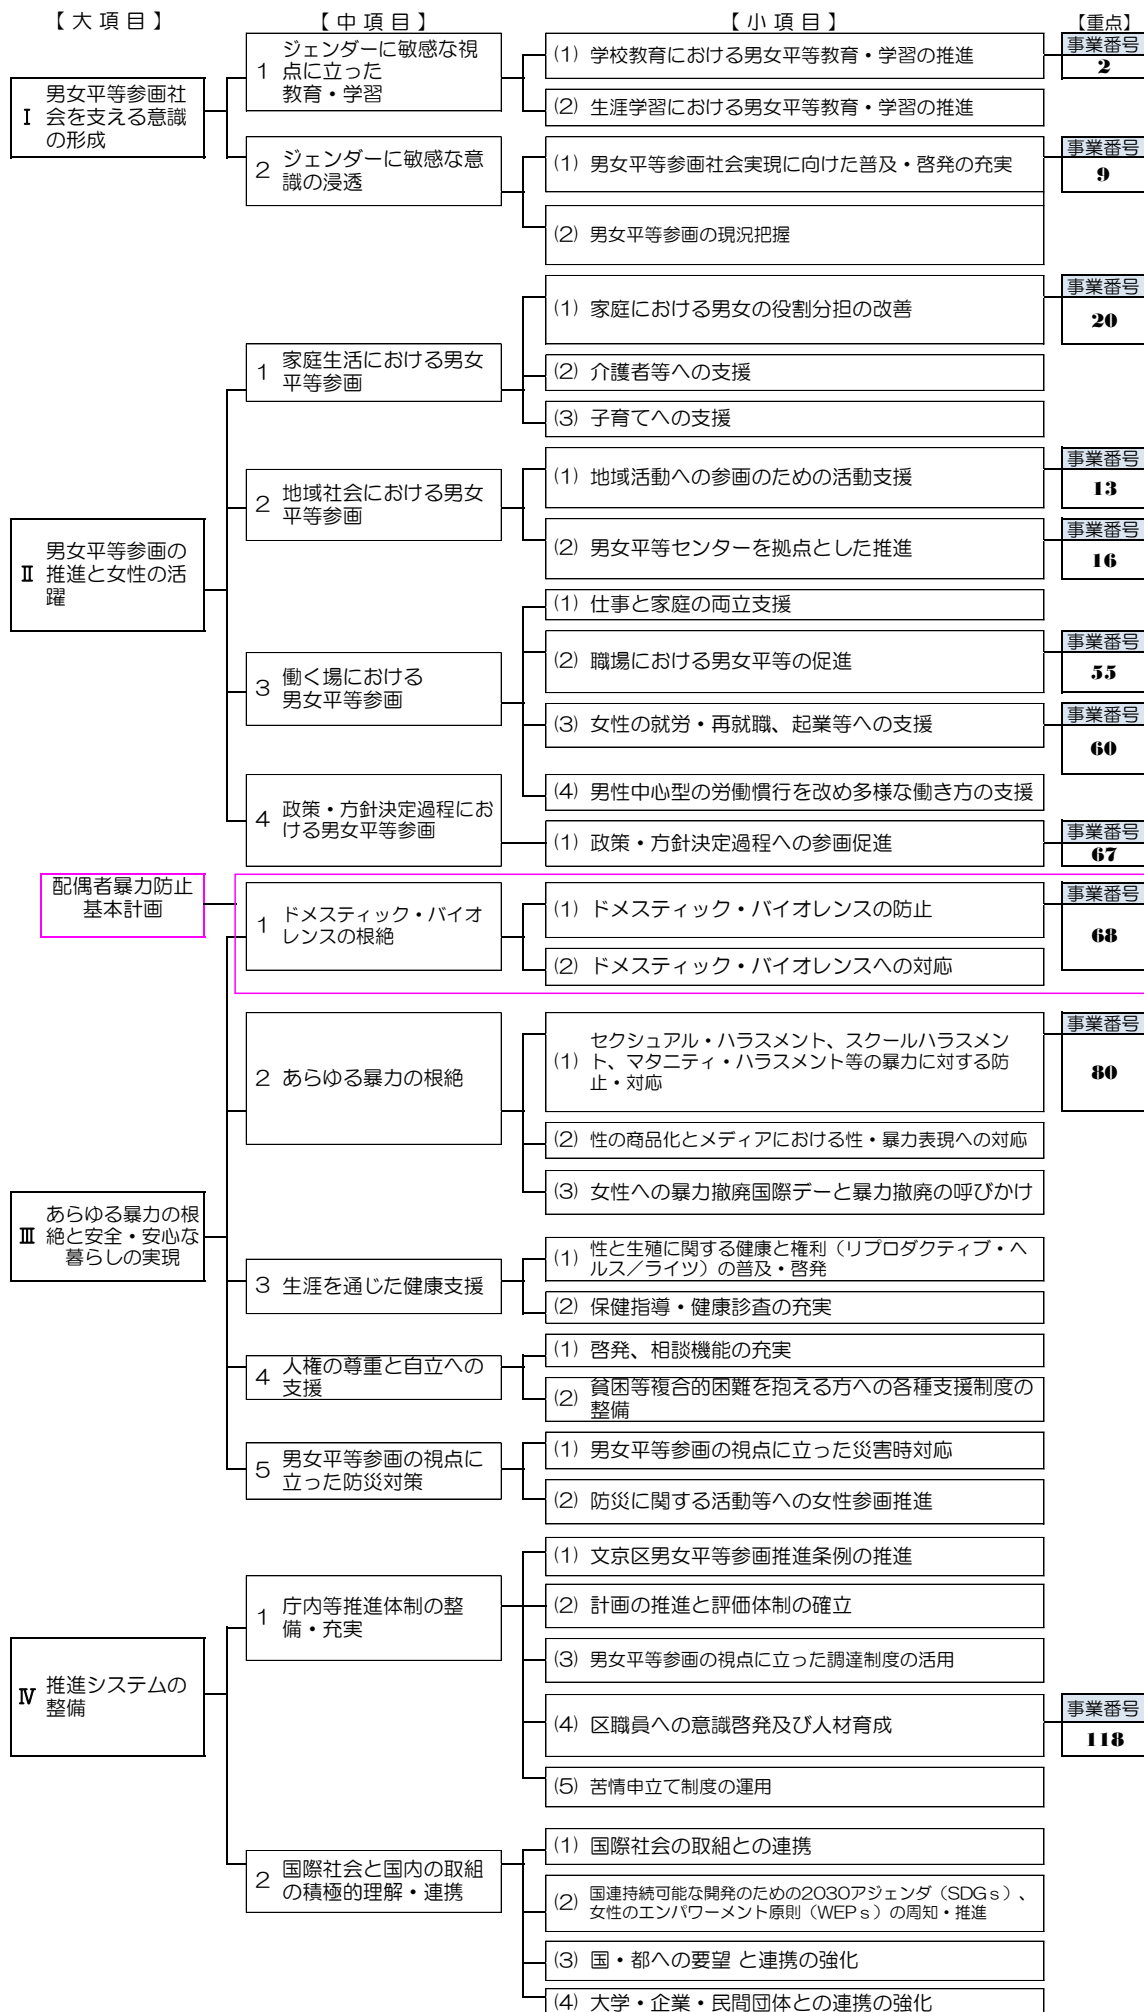 【 大 項 目 】
【 中 項 目 】
【 小 項 目 】
【重点】
Ⅰ
男女平等参画社
会を支える意識
の形成
1
ジェンダーに敏感な視
点に立った
教育・学習
(1) 学校教育における男女平等教育・学習の推進
事業番号
2
(2) 生涯学習における男女平等教育・学習の推進
2
ジェンダーに敏感な意
識の浸透
(1) 男女平等参画社会実現に向けた普及・啓発の充実
事業番号
9
(2) 男女平等参画の現況把握
Ⅱ
男女平等参画の
推進と女性の活
躍
1
家庭生活における男女
平等参画
(1) 家庭における男女の役割分担の改善
事業番号
20
(2) 介護者等への支援
(3) 子育てへの支援
2
地域社会における男女
平等参画
(1) 地域活動への参画のための活動支援
事業番号
13
(2) 男女平等センターを拠点とした推進
事業番号
16
3
働く場における
男女平等参画
(1) 仕事と家庭の両立支援
(2) 職場における男女平等の促進
事業番号
55
(3) 女性の就労・再就職、起業等への支援
事業番号
60
(4) 男性中心型の労働慣行を改め多様な働き方の支援
4
政策・方針決定過程にお
ける男女平等参画
(1) 政策・方針決定過程への参画促進
事業番号
67
配偶者暴力防止
基本計画
Ⅲ
あらゆる暴力の根
絶と安全・安心な
暮らしの実現
1
ドメスティック・バイオ
レンスの根絶
(1) ドメスティック・バイオレンスの防止
事業番号
68
(2) ドメスティック・バイオレンスへの対応
2 あらゆる暴力の根絶
(1)
セクシュアル・ハラスメント、スクールハラスメン
ト、マタニティ・ハラスメント等の暴力に対する防
止・対応
事業番号
80
(2) 性の商品化とメディアにおける性・暴力表現への対応
(3) 女性への暴力撤廃国際デーと暴力撤廃の呼びかけ
3 生涯を通じた健康支援
(1)
性と生殖に関する健康と権利（リプロダクティブ・ヘ
ルス／ライツ）の普及・啓発
(2) 保健指導・健康診査の充実
4
人権の尊重と自立への
支援
(1) 啓発、相談機能の充実
(2)
貧困等複合的困難を抱える方への各種支援制度の
整備
5
男女平等参画の視点に
立った防災対策
(1) 男女平等参画の視点に立った災害時対応
(2) 防災に関する活動等への女性参画推進
Ⅳ
推進システムの
整備
1
庁内等推進体制の整
備・充実
(1) 文京区男女平等参画推進条例の推進
(2) 計画の推進と評価体制の確立
(3) 男女平等参画の視点に立った調達制度の活用
(4) 区職員への意識啓発及び人材育成
事業番号
118
(5) 苦情申立て制度の運用
2
国際社会と国内の取組
の積極的理解・連携
(1) 国際社会の取組との連携
(2)
国連持続可能な開発のための2030アジェンダ（SDGｓ）、
女性のエンパワーメント原則（WEPｓ）の周知・推進
(3) 国・都への要望 と連携の強化
(4) 大学・企業・民間団体との連携の強化